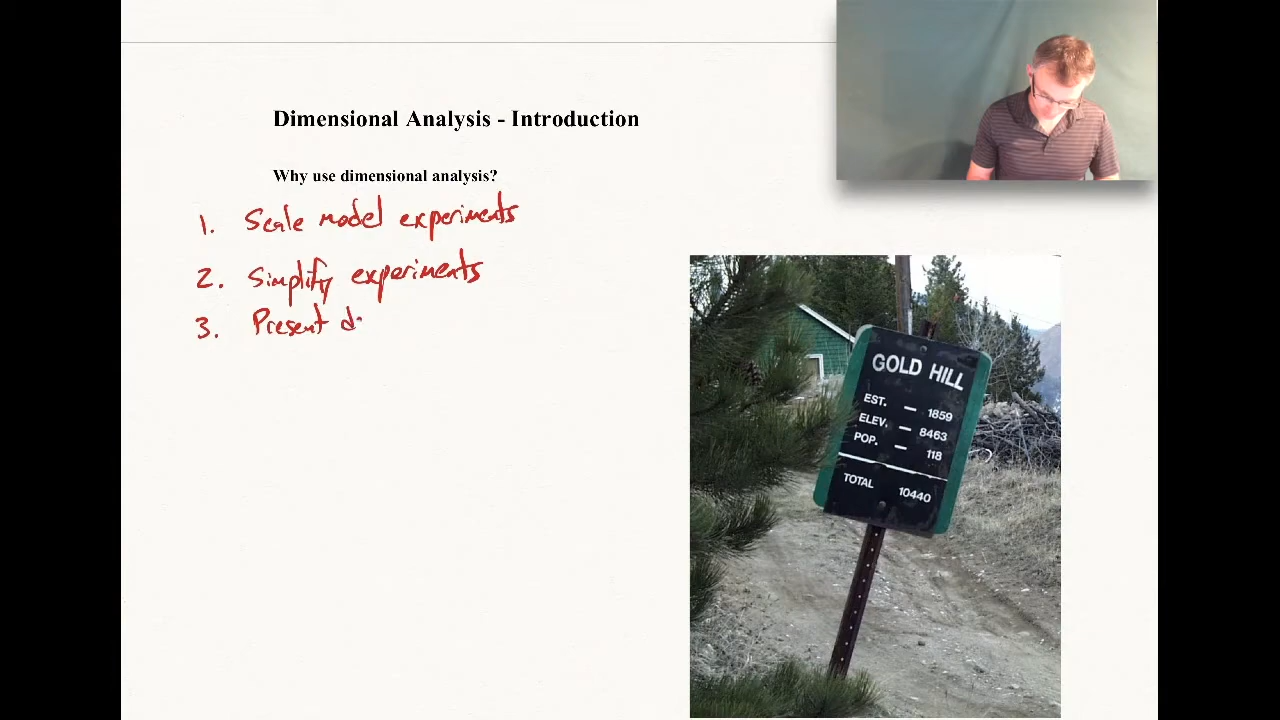 Dimensional Analysis - Introduction
Why use dimensional analysis?
1. Scale model experiments
2. Simplify experiments
3. Present d
GOLD HILL
EST. — 1859
ELEV. — 8463
POP. — 118
TOTAL 10440